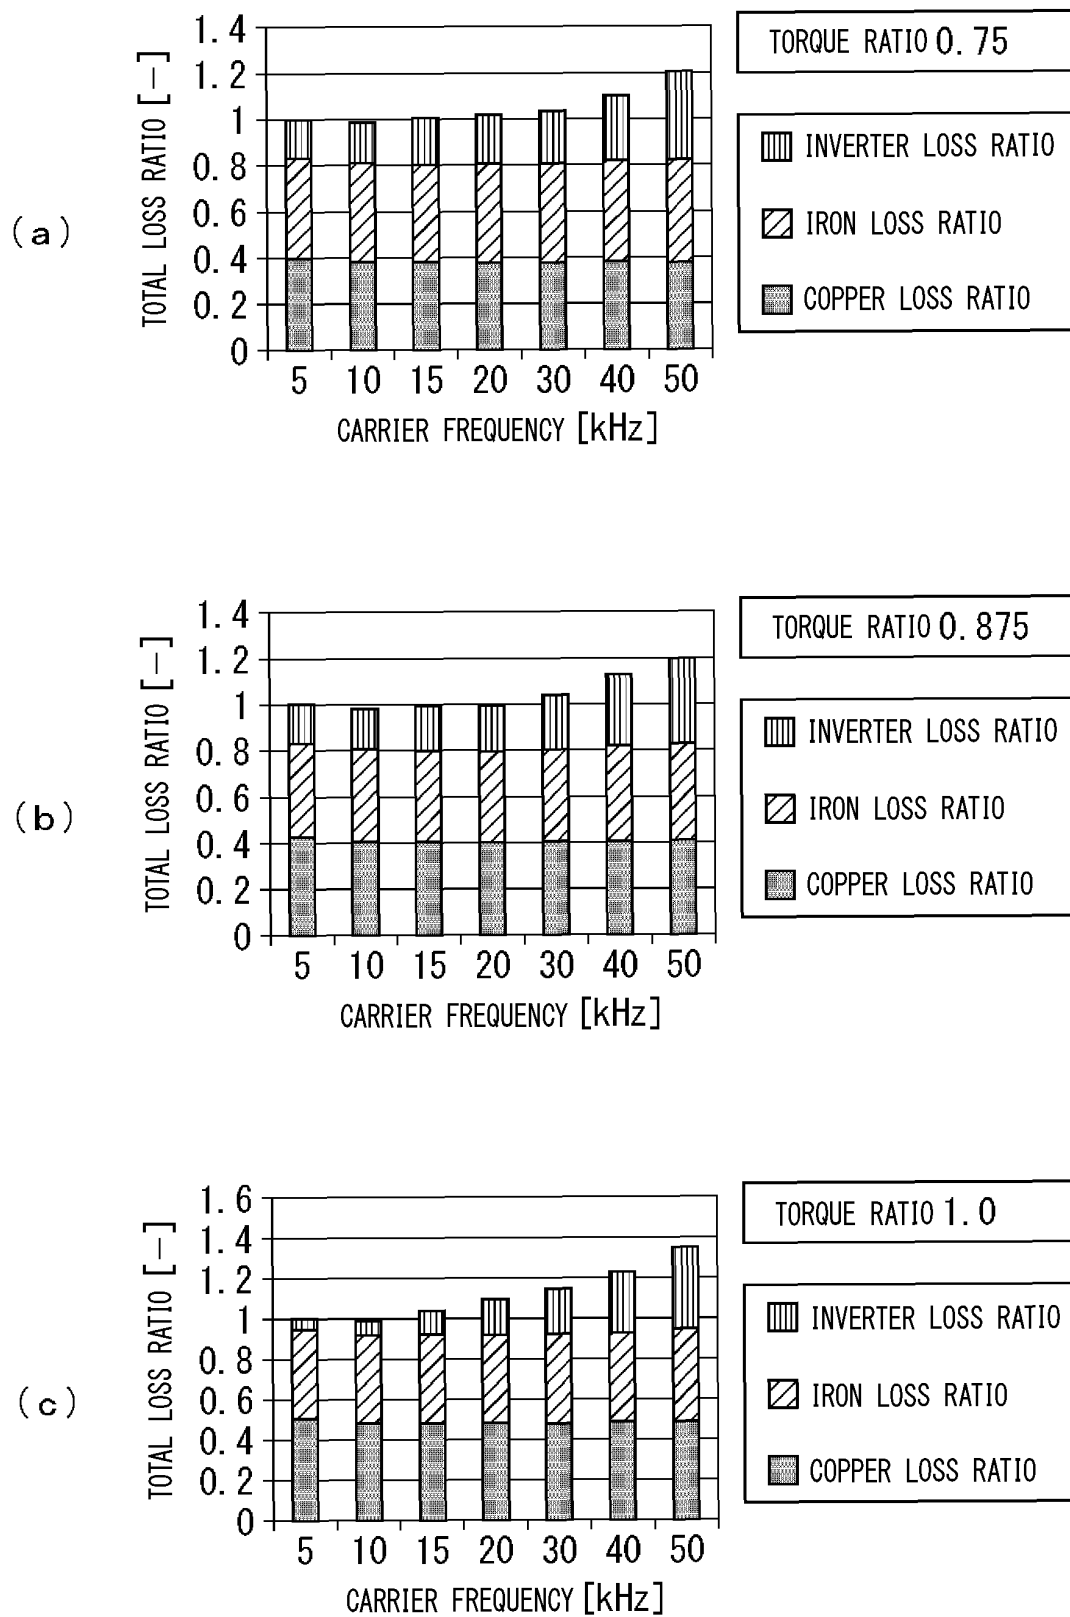 (a)
TOTAL LOSS RATIO [—]
1.4
1.2
1
0.8
0.6
0.4
0.2
0
5 10 15 20 30 40 50
CARRIER FREQUENCY [kHz]
TORQUE RATIO 0.75
INVERTER LOSS RATIO
IRON LOSS RATIO
COPPER LOSS RATIO
(b)
TOTAL LOSS RATIO [—]
1.4
1.2
1
0.8
0.6
0.4
0.2
0
5 10 15 20 30 40 50
CARRIER FREQUENCY [kHz]
TORQUE RATIO 0.875
INVERTER LOSS RATIO
IRON LOSS RATIO
COPPER LOSS RATIO
(c)
TOTAL LOSS RATIO [—]
1.6
1.4
1.2
1
0.8
0.6
0.4
0.2
0
5 10 15 20 30 40 50
CARRIER FREQUENCY [kHz]
TORQUE RATIO 1.0
INVERTER LOSS RATIO
IRON LOSS RATIO
COPPER LOSS RATIO